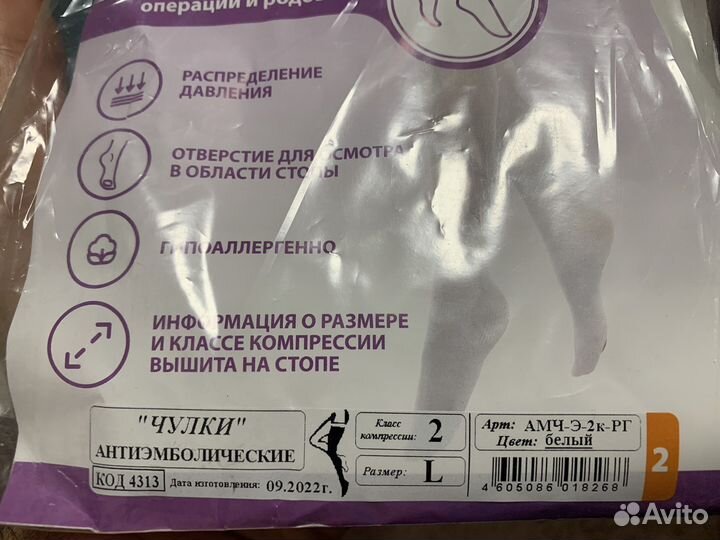 операции и родов
РАСПРЕДЕЛЕНИЕ
ДАВЛЕНИЯ
ОТВЕРСТИЕ ДЛЯ ОСМОТРА
В ОБЛАСТИ СТОПЫ
ГИПОАЛЛЕРГЕННО
ИНФОРМАЦИЯ О РАЗМЕРЕ
И КЛАССЕ КОМПРЕССИИ
ВЫШИТА НА СТОПЕ
"ЧУЛКИ"
АНТИЭМБОЛИЧЕСКИЕ
КОД 4313 Дата изготовления: 09.2022г.
Класс
компрессии: 2
Размер: L
Арт: АМЧ-Э-2к-РГ
Цвет: белый
4 605086 018268
2
Avito